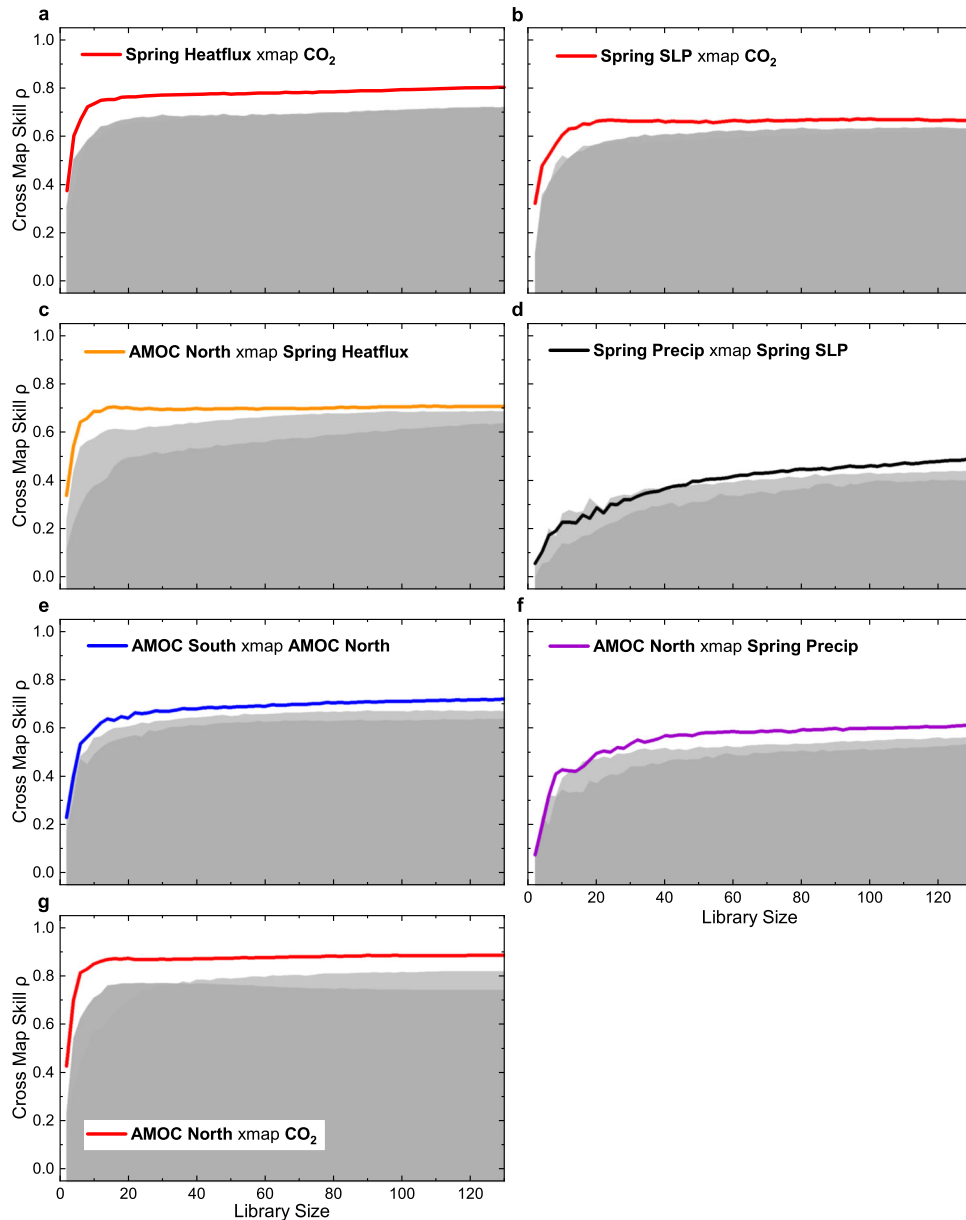 a
b
1.0
Spring Heatflux xmap CO₂
Spring SLP xmap CO₂
0.8
0.6
0.4
0.2
0.0
Cross Map Skill ρ
c
d
1.0
AMOC North xmap Spring Heatflux
Spring Precip xmap Spring SLP
0.8
0.6
0.4
0.2
0.0
Cross Map Skill ρ
e
f
1.0
AMOC South xmap AMOC North
AMOC North xmap Spring Precip
0.8
0.6
0.4
0.2
0.0
Cross Map Skill ρ
0 20 40 60 80 100 120
Library Size
g
1.0
0.8
0.6
0.4
0.2
0.0
Cross Map Skill ρ
AMOC North xmap CO₂
0 20 40 60 80 100 120
Library Size